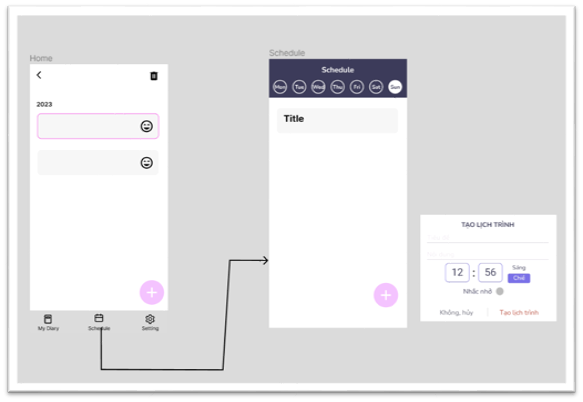 Home
2023
My Diary
Schedule
Setting
Schedule
Schedule
Mon Tue Wed Thu Fri Sat Sun
Title
TẠO LỊCH TRÌNH
12 : 56
Sáng
Chiề
Nhắc nhở
Không, hủy
Tạo lịch trình